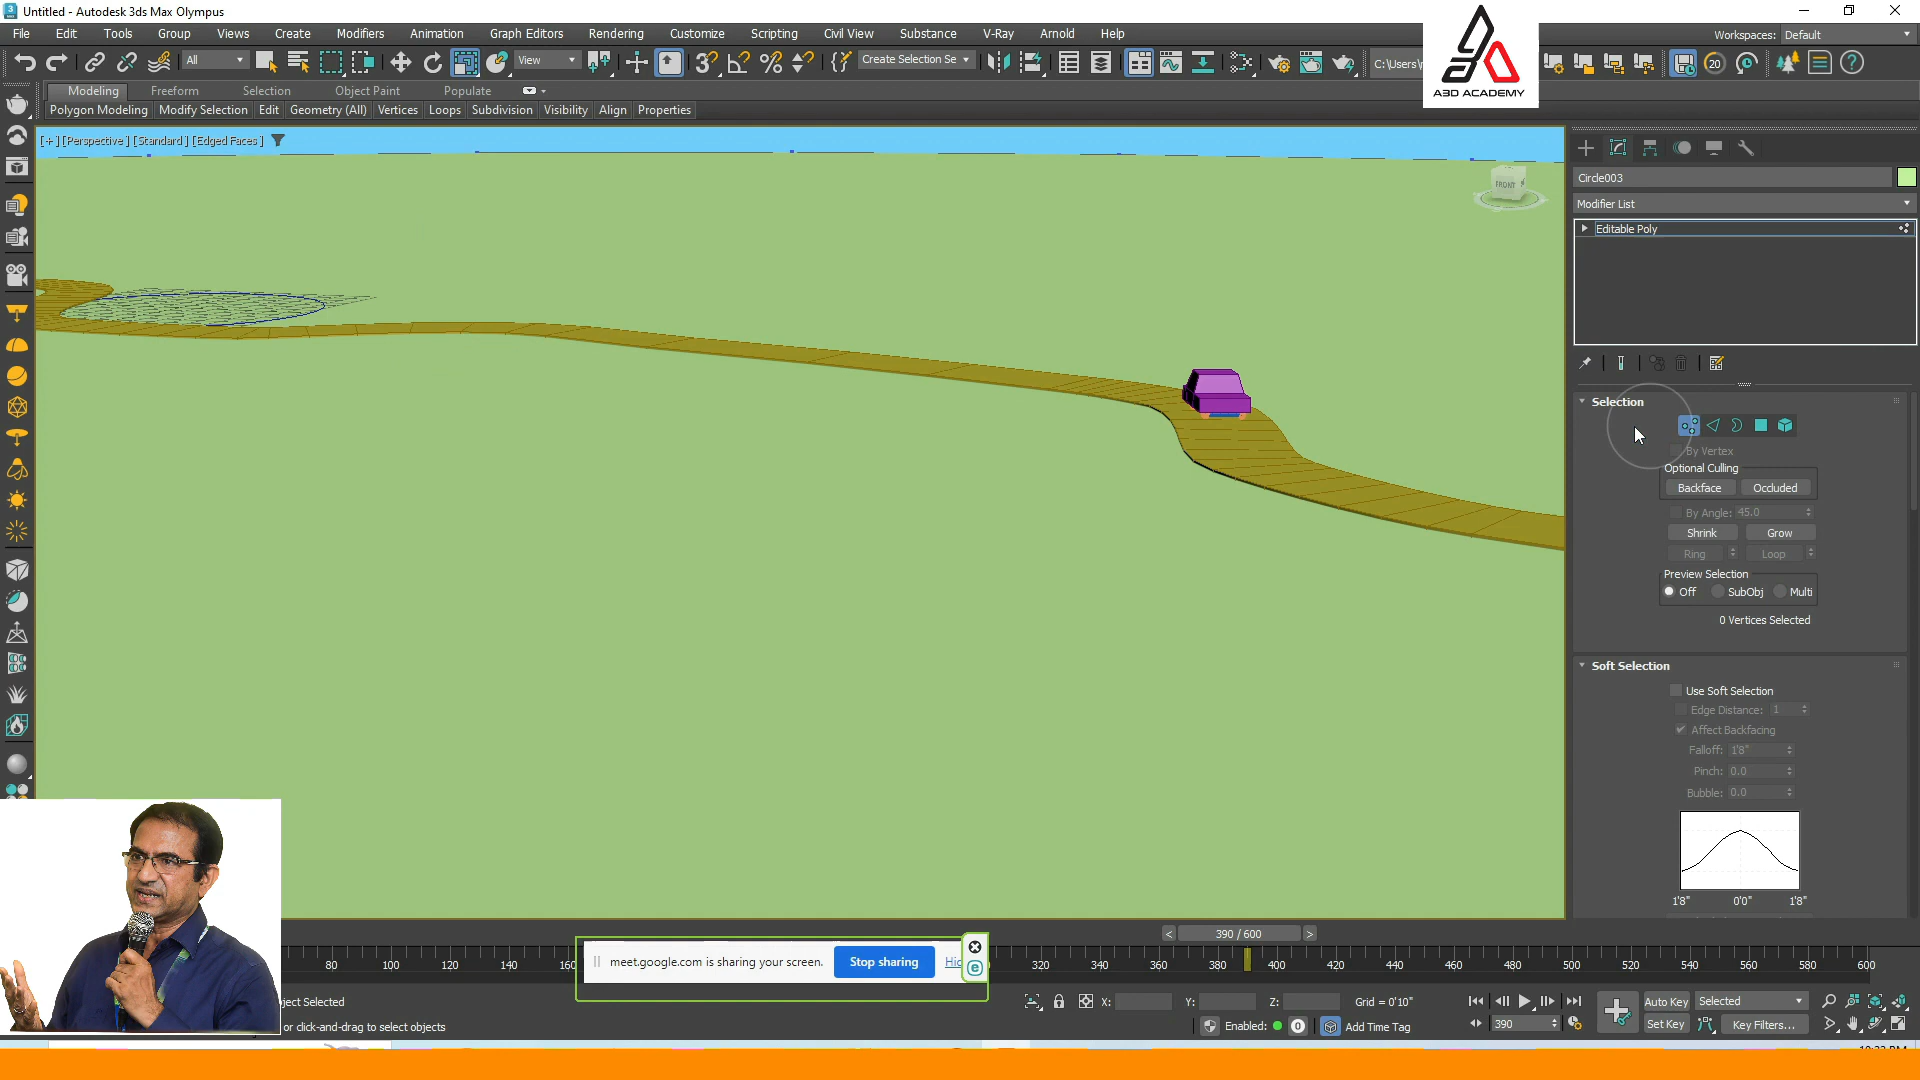 Untitled - Autodesk 3ds Max Olympus
File Edit Tools Group Views Create Modifiers Animation Graph Editors Rendering Customize Scripting Civil View Substance V-Ray Arnold Help
Workspaces: Default
All View Create Selection Se C:\Users\r 20
A3D ACADEMY
Modeling Freeform Selection Object Paint Populate
Polygon Modeling Modify Selection Edit Geometry (All) Vertices Loops Subdivision Visibility Align Properties
[+] [Perspective] [Standard] [Edged Faces]
FRONT
Circle003
Modifier List
Editable Poly
Selection
By Vertex
Optional Culling
Backface Occluded
By Angle: 45.0
Shrink Grow
Ring Loop
Preview Selection
Off SubObj Multi
0 Vertices Selected
Soft Selection
Use Soft Selection
Edge Distance: 1
Affect Backfacing
Falloff: 1'8"
Pinch: 0.0
Bubble: 0.0
1'8" 0'0" 1'8"
< 390 / 600 >
80 100 120 140 320 340 360 380 400 420 440 460 480 500 520 540 560 580 600
meet.google.com is sharing your screen. Stop sharing
ject Selected
or click-and-drag to select objects
X: Y: Z: Grid = 0'10"
Enabled: 0 Add Time Tag
390
Auto Key Selected
Set Key Key Filters...